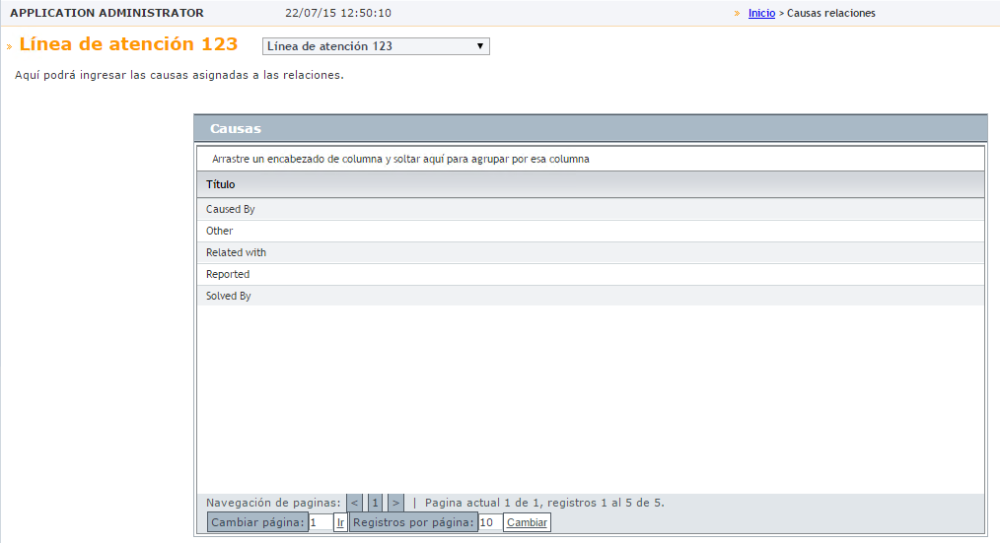 APPLICATION ADMINISTRATOR 22/07/15 12:50:10 » Inicio > Causas relaciones
» Línea de atención 123 Línea de atención 123 ▼
Aquí podrá ingresar las causas asignadas a las relaciones.
Causas
Arrastre un encabezado de columna y soltar aquí para agrupar por esa columna
Título
Caused By
Other
Related with
Reported
Solved By
Navegación de paginas: < 1 > | Pagina actual 1 de 1, registros 1 al 5 de 5.
Cambiar página: 1 Ir Registros por página: 10 Cambiar